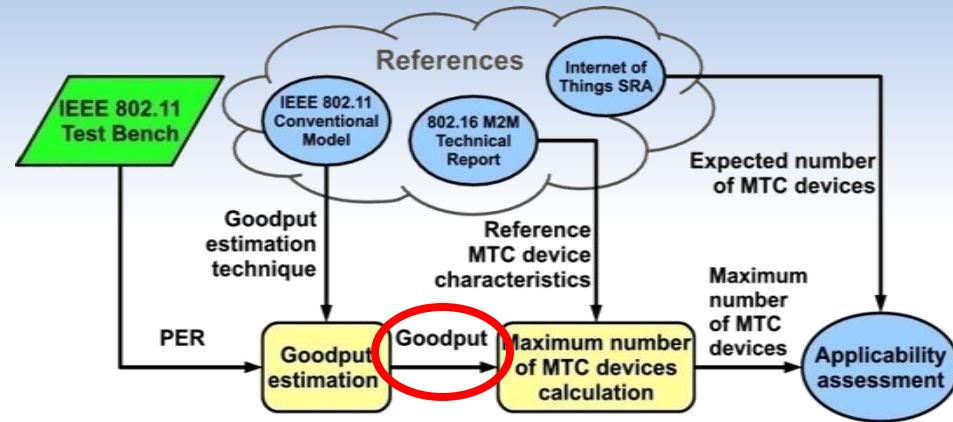 References
IEEE 802.11
Test Bench
IEEE 802.11
Conventional
Model
802.16 M2M
Technical
Report
Internet of
Things SRA
Goodput
estimation
technique
Reference
MTC device
characteristics
Expected number
of MTC devices
PER
Goodput
estimation
Goodput
Maximum number
of MTC devices
calculation
Maximum
number
of MTC
devices
Applicability
assessment